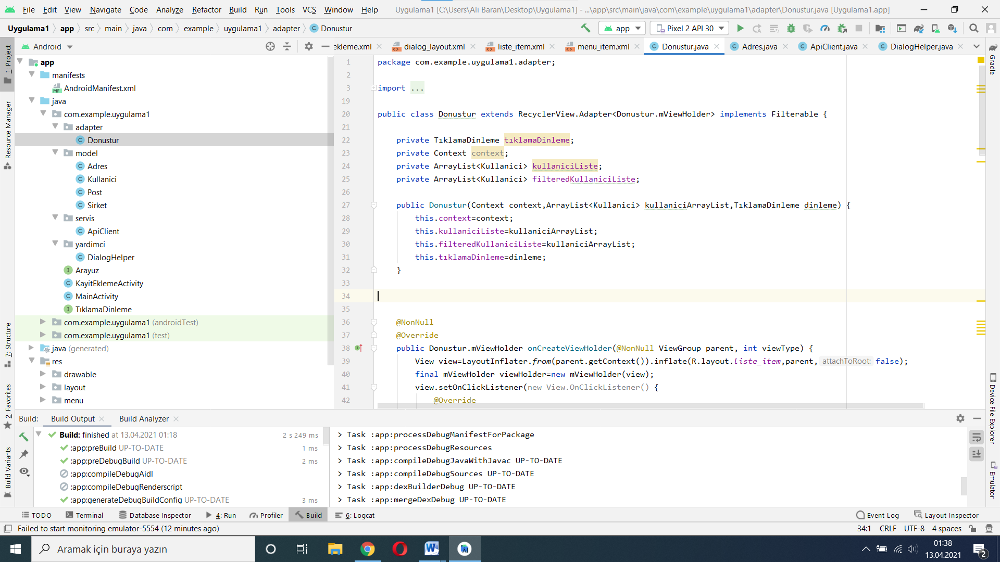 File Edit View Navigate Code Analyze Refactor Build Run Tools VCS Window Help Uygulama1 [C:\Users\Ali Baran\Desktop\Uygulama1] - ...\app\src\main\java\com\example\uygulama1\adapter\Donustur.java [Uygulama1.app]
Uygulama1 app src main java com example uygulama1 adapter Donustur app Pixel 2 API 30
Android
ekleme.xml dialog_layout.xml liste_item.xml menu_item.xml Donustur.java Adres.java ApiClient.java DialogHelper.java
1: Project
Resource Manager
7: Structure
2: Favorites
Build Variants
app
manifests
AndroidManifest.xml
java
com.example.uygulama1
adapter
Donustur
model
Adres
Kullanici
Post
Sirket
servis
ApiClient
yardimci
DialogHelper
Arayuz
KayitEklemeActivity
MainActivity
TıklamaDinleme
com.example.uygulama1 (androidTest)
com.example.uygulama1 (test)
java (generated)
res
drawable
layout
menu
1 package com.example.uygulama1.adapter;
2
3 import ...
19
20 public class Donustur extends RecyclerView.Adapter<Donustur.mViewHolder> implements Filterable {
21
22 private TıklamaDinleme tıklamaDinleme;
23 private Context context;
24 private ArrayList<Kullanici> kullaniciListe;
25 private ArrayList<Kullanici> filteredKullaniciListe;
26
27 public Donustur(Context context,ArrayList<Kullanici> kullaniciArrayList,TıklamaDinleme dinleme) {
28 this.context=context;
29 this.kullaniciListe=kullaniciArrayList;
30 this.filteredKullaniciListe=kullaniciArrayList;
31 this.tıklamaDinleme=dinleme;
32 }
33
34
35
36 @NonNull
37 @Override
38 public Donustur.mViewHolder onCreateViewHolder(@NonNull ViewGroup parent, int viewType) {
39 View view=LayoutInflater.from(parent.getContext()).inflate(R.layout.liste_item,parent, attachToRoot: false);
40 final mViewHolder viewHolder=new mViewHolder(view);
41 view.setOnClickListener(new View.OnClickListener() {
42 @Override
Gradle
Device File Explorer
Emulator
Build: Build Output Build Analyzer
Build: finished at 13.04.2021 01:18 2 s 249 ms
:app:preBuild UP-TO-DATE 1 ms
:app:preDebugBuild UP-TO-DATE 2 ms
:app:compileDebugAidl
:app:compileDebugRenderscript
:app:generateDebugBuildConfig UP-TO-DATE 3 ms
> Task :app:processDebugManifestForPackage
> Task :app:processDebugResources
> Task :app:compileDebugJavaWithJavac UP-TO-DATE
> Task :app:compileDebugSources UP-TO-DATE
> Task :app:dexBuilderDebug UP-TO-DATE
> Task :app:mergeDexDebug UP-TO-DATE
TODO Terminal Database Inspector 4: Run Profiler Build 6: Logcat Event Log Layout Inspector
Failed to start monitoring emulator-5554 (12 minutes ago) 34:1 CRLF UTF-8 4 spaces
Aramak için buraya yazın
01:38
13.04.2021
2